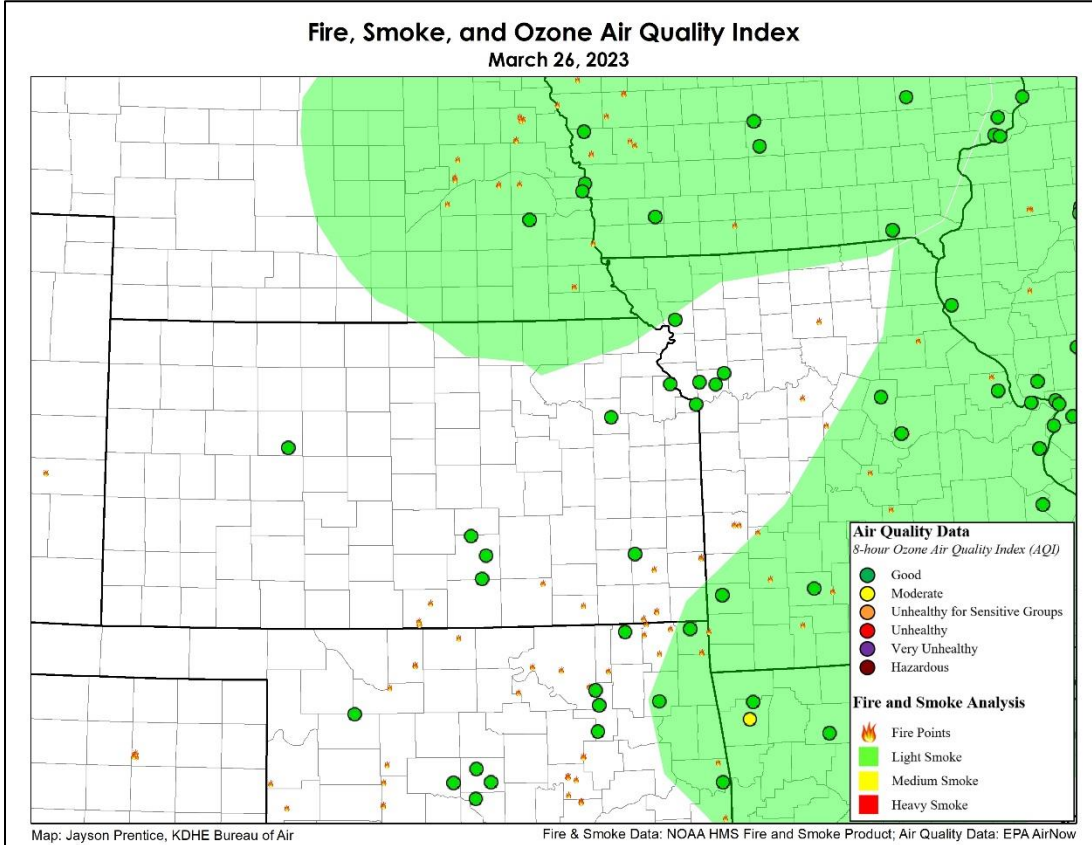 Fire, Smoke, and Ozone Air Quality Index
March 26, 2023
Air Quality Data
8-hour Ozone Air Quality Index (AQI)
Good
Moderate
Unhealthy for Sensitive Groups
Unhealthy
Very Unhealthy
Hazardous
Fire and Smoke Analysis
Fire Points
Light Smoke
Medium Smoke
Heavy Smoke
Map: Jayson Prentice, KDHE Bureau of Air
Fire & Smoke Data: NOAA HMS Fire and Smoke Product; Air Quality Data: EPA AirNow